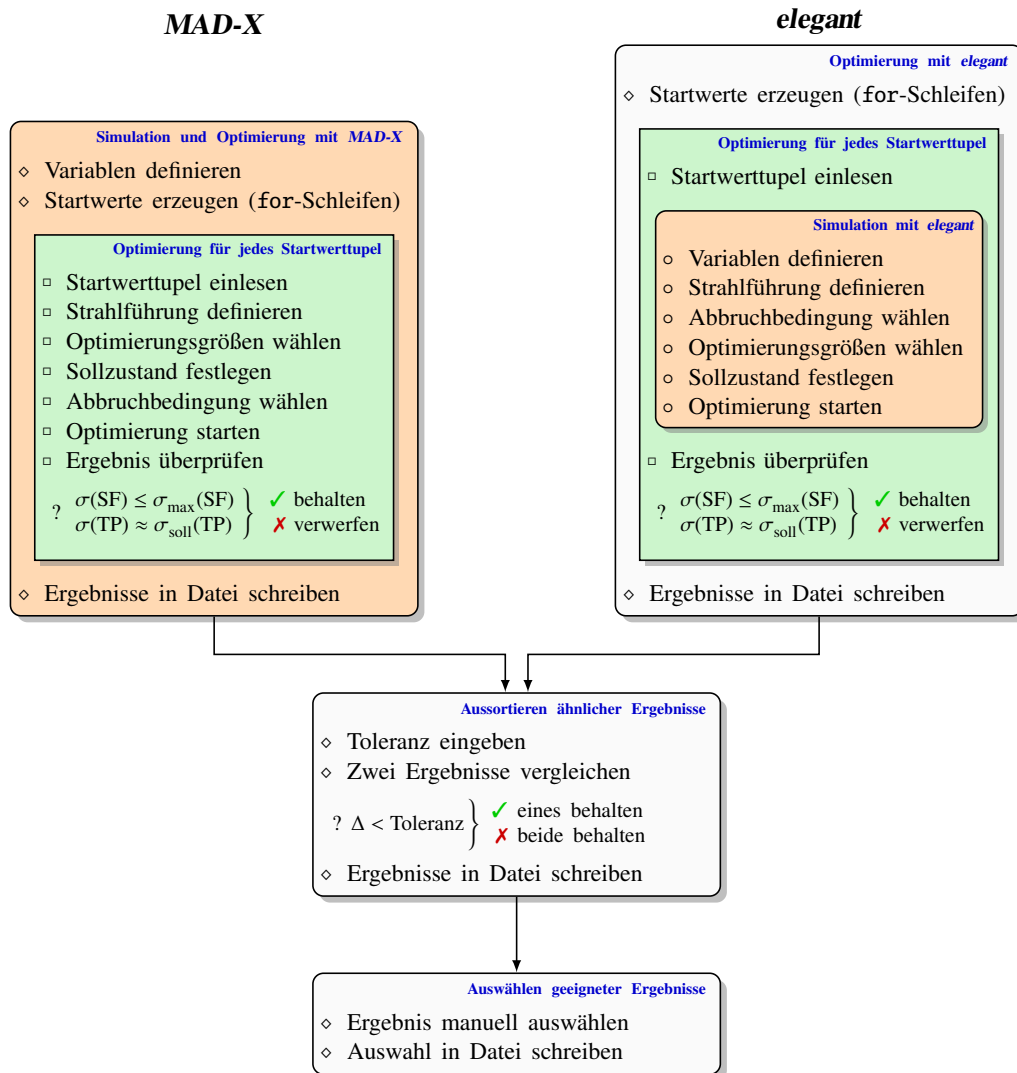 MAD-X
Simulation und Optimierung mit MAD-X
⋄ Variablen definieren
⋄ Startwerte erzeugen (for-Schleifen)
Optimierung für jedes Startwerttupel
▫ Startwerttupel einlesen
▫ Strahlführung definieren
▫ Optimierungsgrößen wählen
▫ Sollzustand festlegen
▫ Abbruchbedingung wählen
▫ Optimierung starten
▫ Ergebnis überprüfen
? σ(SF) ≤ σmax(SF) } ✓ behalten
σ(TP) ≈ σsoll(TP) ✗ verwerfen
⋄ Ergebnisse in Datei schreiben
elegant
Optimierung mit elegant
⋄ Startwerte erzeugen (for-Schleifen)
Optimierung für jedes Startwerttupel
▫ Startwerttupel einlesen
Simulation mit elegant
○ Variablen definieren
○ Strahlführung definieren
○ Abbruchbedingung wählen
○ Optimierungsgrößen wählen
○ Sollzustand festlegen
○ Optimierung starten
▫ Ergebnis überprüfen
? σ(SF) ≤ σmax(SF) } ✓ behalten
σ(TP) ≈ σsoll(TP) ✗ verwerfen
⋄ Ergebnisse in Datei schreiben
Aussortieren ähnlicher Ergebnisse
⋄ Toleranz eingeben
⋄ Zwei Ergebnisse vergleichen
? Δ < Toleranz } ✓ eines behalten
✗ beide behalten
⋄ Ergebnisse in Datei schreiben
Auswählen geeigneter Ergebnisse
⋄ Ergebnis manuell auswählen
⋄ Auswahl in Datei schreiben